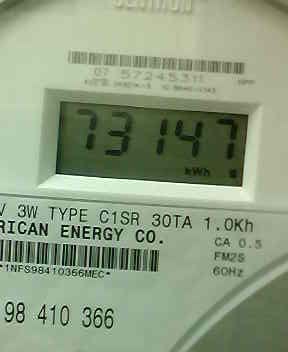 07 57245311
73147
kWh
V 3W TYPE C1SR 30TA 1.0Kh
RICAN ENERGY CO.
CA 0.5
FM2S
60Hz
*1NFS98410366MEC*
98 410 366